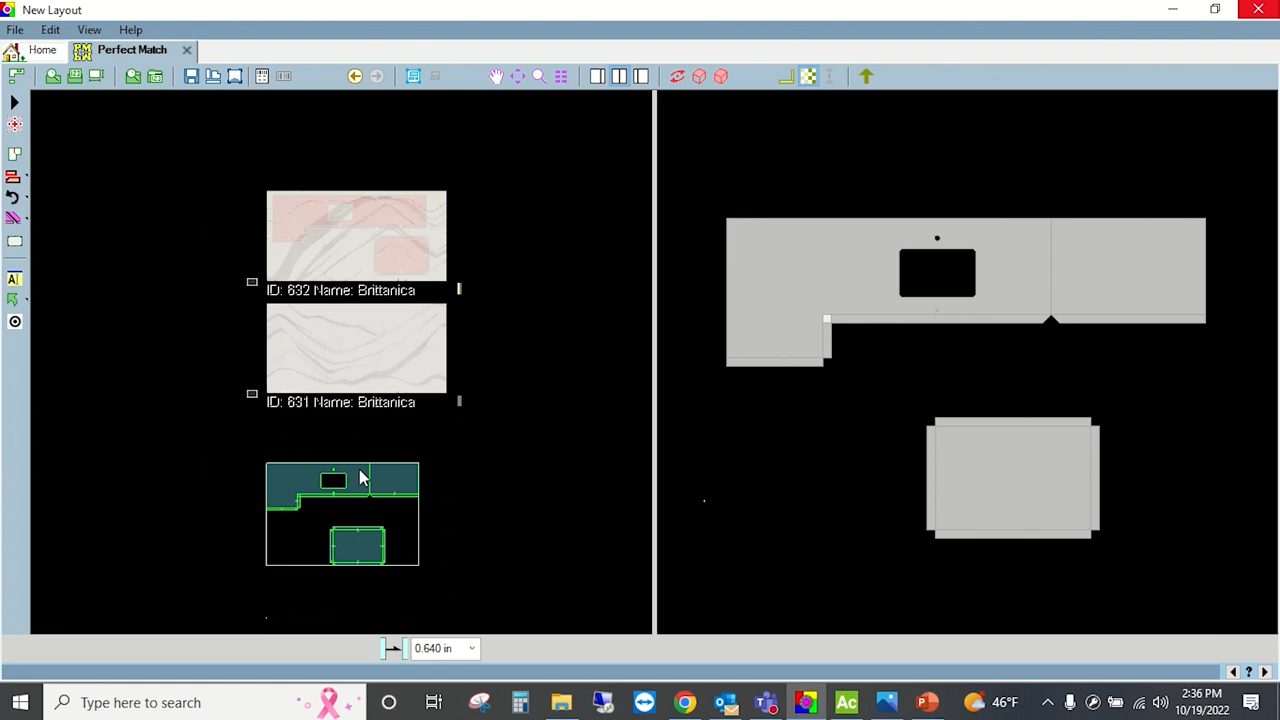 New Layout
File Edit View Help
Home Perfect Match
ID: 632 Name: Brittanica
ID: 631 Name: Brittanica
0.640 in
Type here to search
46°F
2:36 PM
10/19/2022